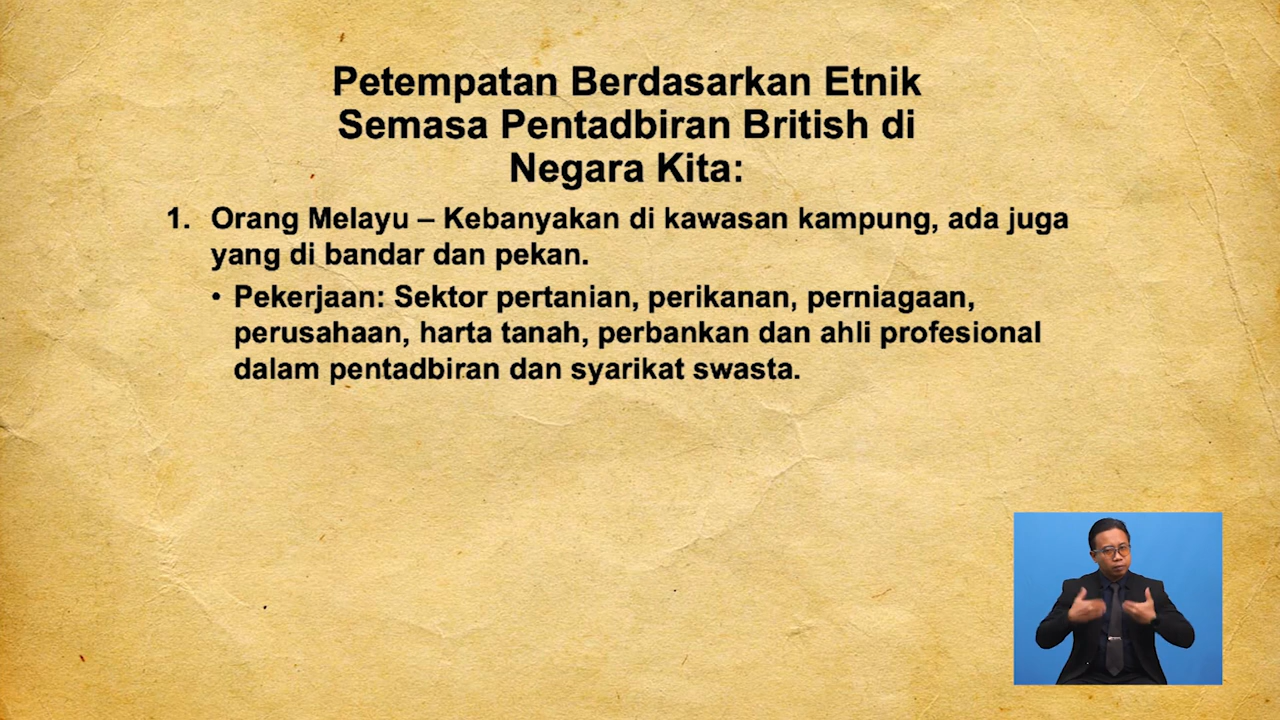 Petempatan Berdasarkan Etnik
Semasa Pentadbiran British di
Negara Kita:
1. Orang Melayu – Kebanyakan di kawasan kampung, ada juga
yang di bandar dan pekan.
• Pekerjaan: Sektor pertanian, perikanan, perniagaan,
perusahaan, harta tanah, perbankan dan ahli profesional
dalam pentadbiran dan syarikat swasta.